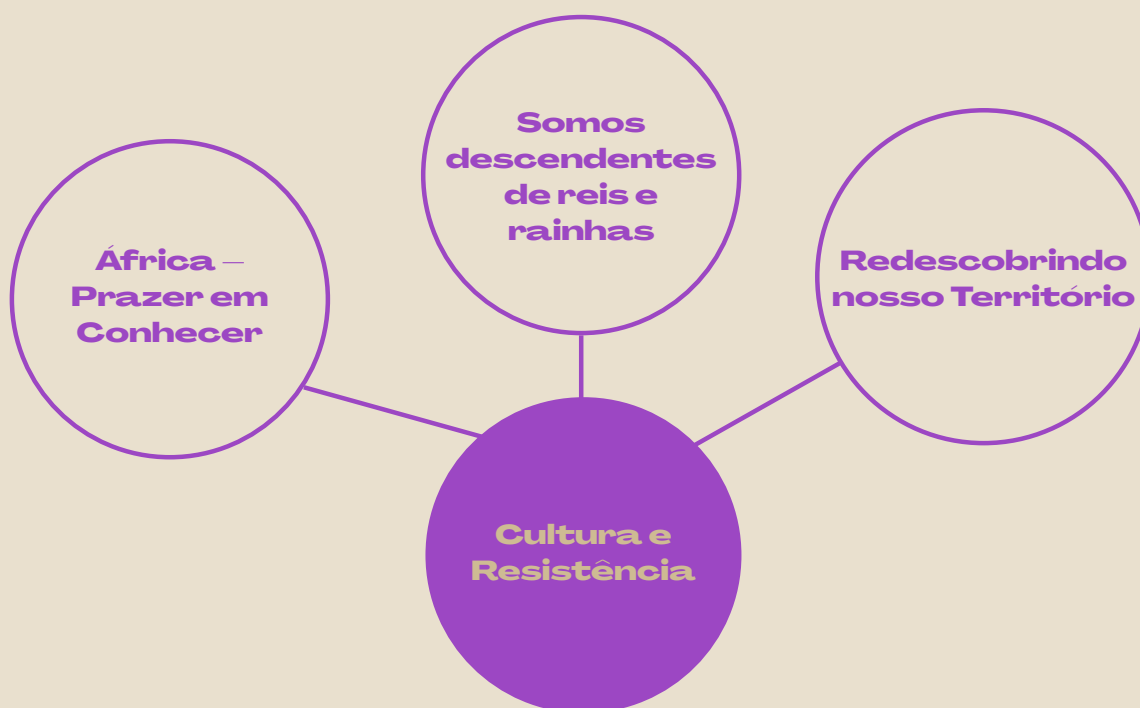 África –
Prazer em
Conhecer
Somos
descendentes
de reis e
rainhas
Redescobrindo
nosso Território
Cultura e
Resistência